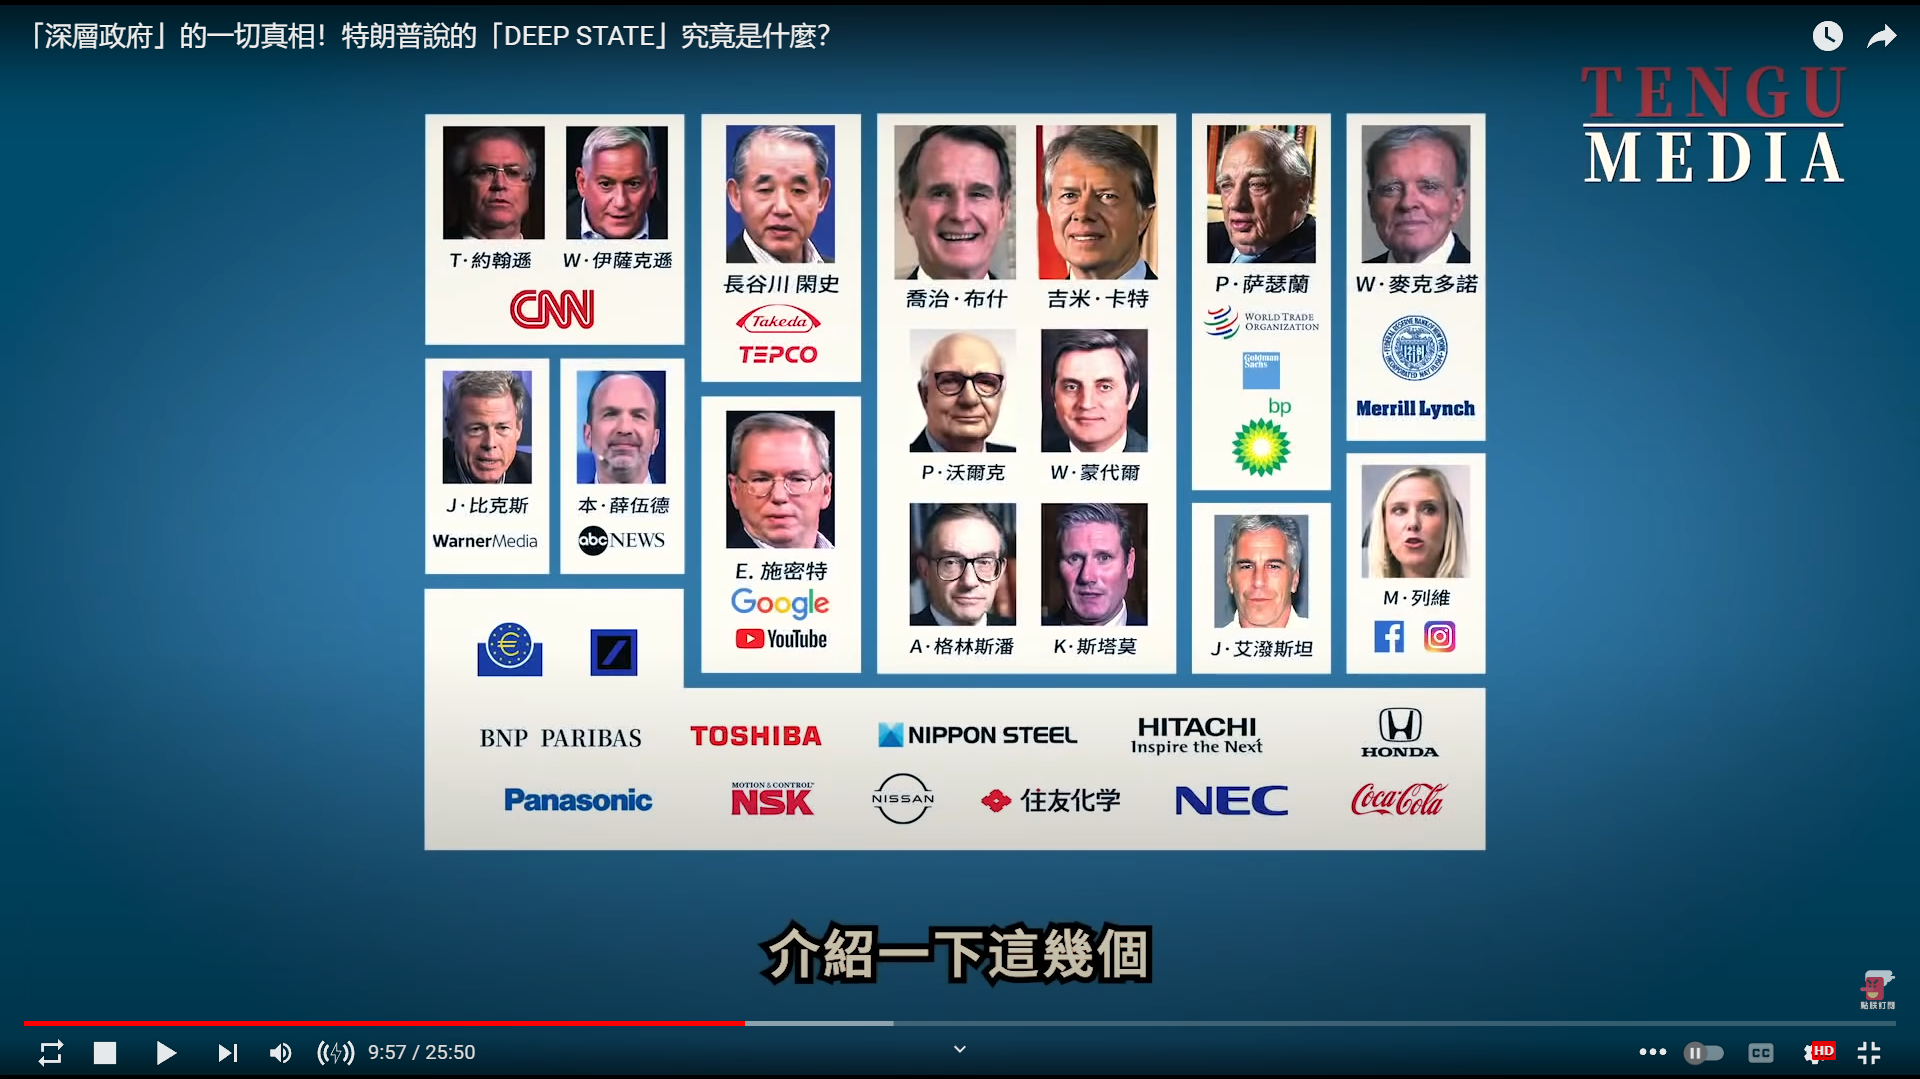 「深層政府」的一切真相！特朗普說的「DEEP STATE」究竟是什麼？
TENGU
MEDIA
T·約翰遜
W·伊薩克遜
CNN
長谷川 閑史
Takeda
TEPCO
喬治·布什
吉米·卡特
P·沃爾克
W·蒙代爾
A·格林斯潘
K·斯塔莫
P·萨瑟蘭
WORLD TRADE
ORGANIZATION
Goldman
Sachs
bp
W·麥克多諾
Merrill Lynch
J·比克斯
WarnerMedia
本·薛伍德
abc NEWS
E. 施密特
Google
YouTube
J·艾潑斯坦
M·列維
BNP PARIBAS
TOSHIBA
NIPPON STEEL
HITACHI
Inspire the Next
HONDA
Panasonic
MOTION & CONTROL
NSK
NISSAN
住友化学
NEC
Coca-Cola
介紹一下這幾個
點朕訂閱
9:57 / 25:50
CC
HD